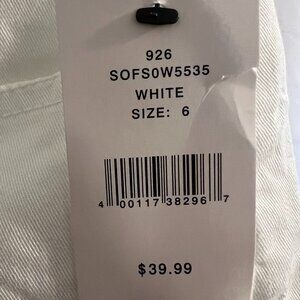 926
SOFS0W5535
WHITE
SIZE: 6
4 00117 38296 7
$39.99